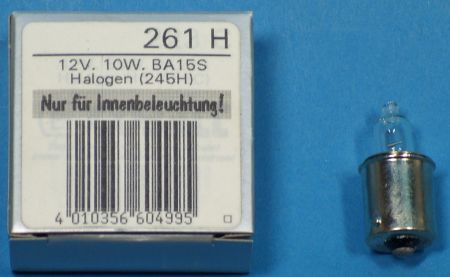 261 H
12V. 10W. BA15S
Halogen (245H)
Nur für Innenbeleuchtung!
4 010356 604995